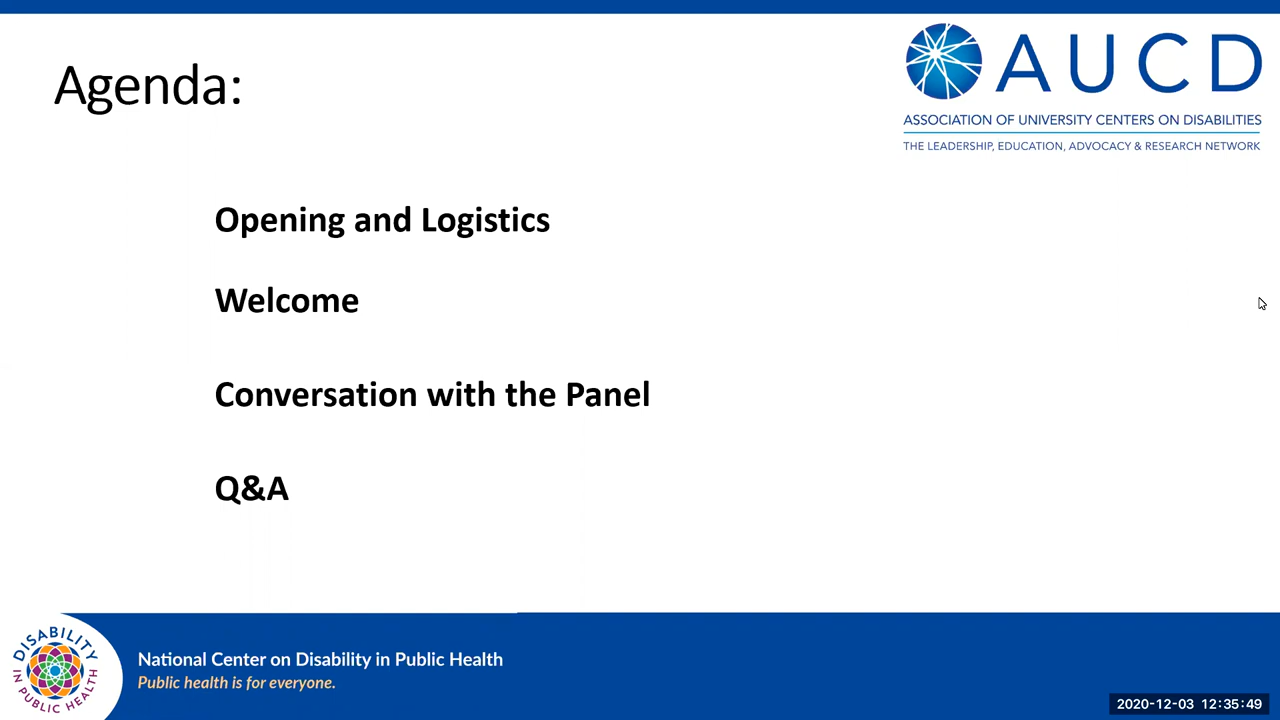 Agenda:
AUCD
ASSOCIATION OF UNIVERSITY CENTERS ON DISABILITIES
THE LEADERSHIP, EDUCATION, ADVOCACY & RESEARCH NETWORK
Opening and Logistics
Welcome
Conversation with the Panel
Q&A
DISABILITY
IN PUBLIC HEALTH
National Center on Disability in Public Health
Public health is for everyone.
2020-12-03 12:35:49